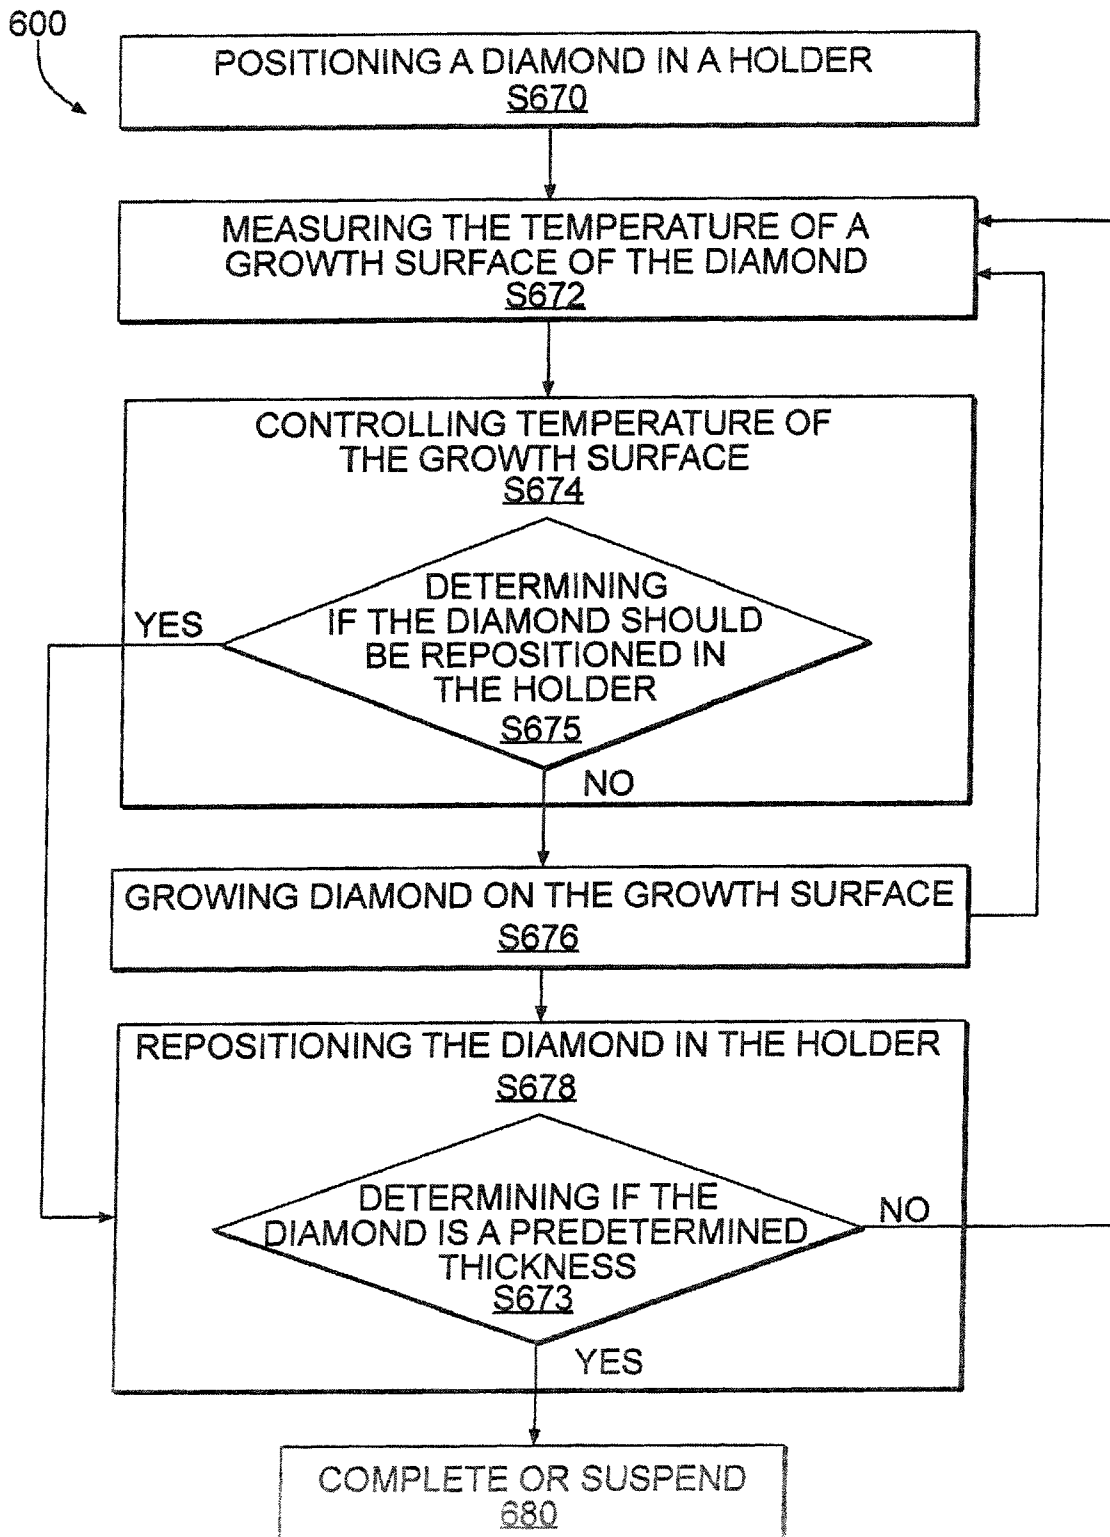 600
POSITIONING A DIAMOND IN A HOLDER
S670
MEASURING THE TEMPERATURE OF A
GROWTH SURFACE OF THE DIAMOND
S672
CONTROLLING TEMPERATURE OF
THE GROWTH SURFACE
S674
DETERMINING
IF THE DIAMOND SHOULD
BE REPOSITIONED IN
THE HOLDER
S675
YES
NO
GROWING DIAMOND ON THE GROWTH SURFACE
S676
REPOSITIONING THE DIAMOND IN THE HOLDER
S678
DETERMINING IF THE
DIAMOND IS A PREDETERMINED
THICKNESS
S673
NO
YES
COMPLETE OR SUSPEND
680